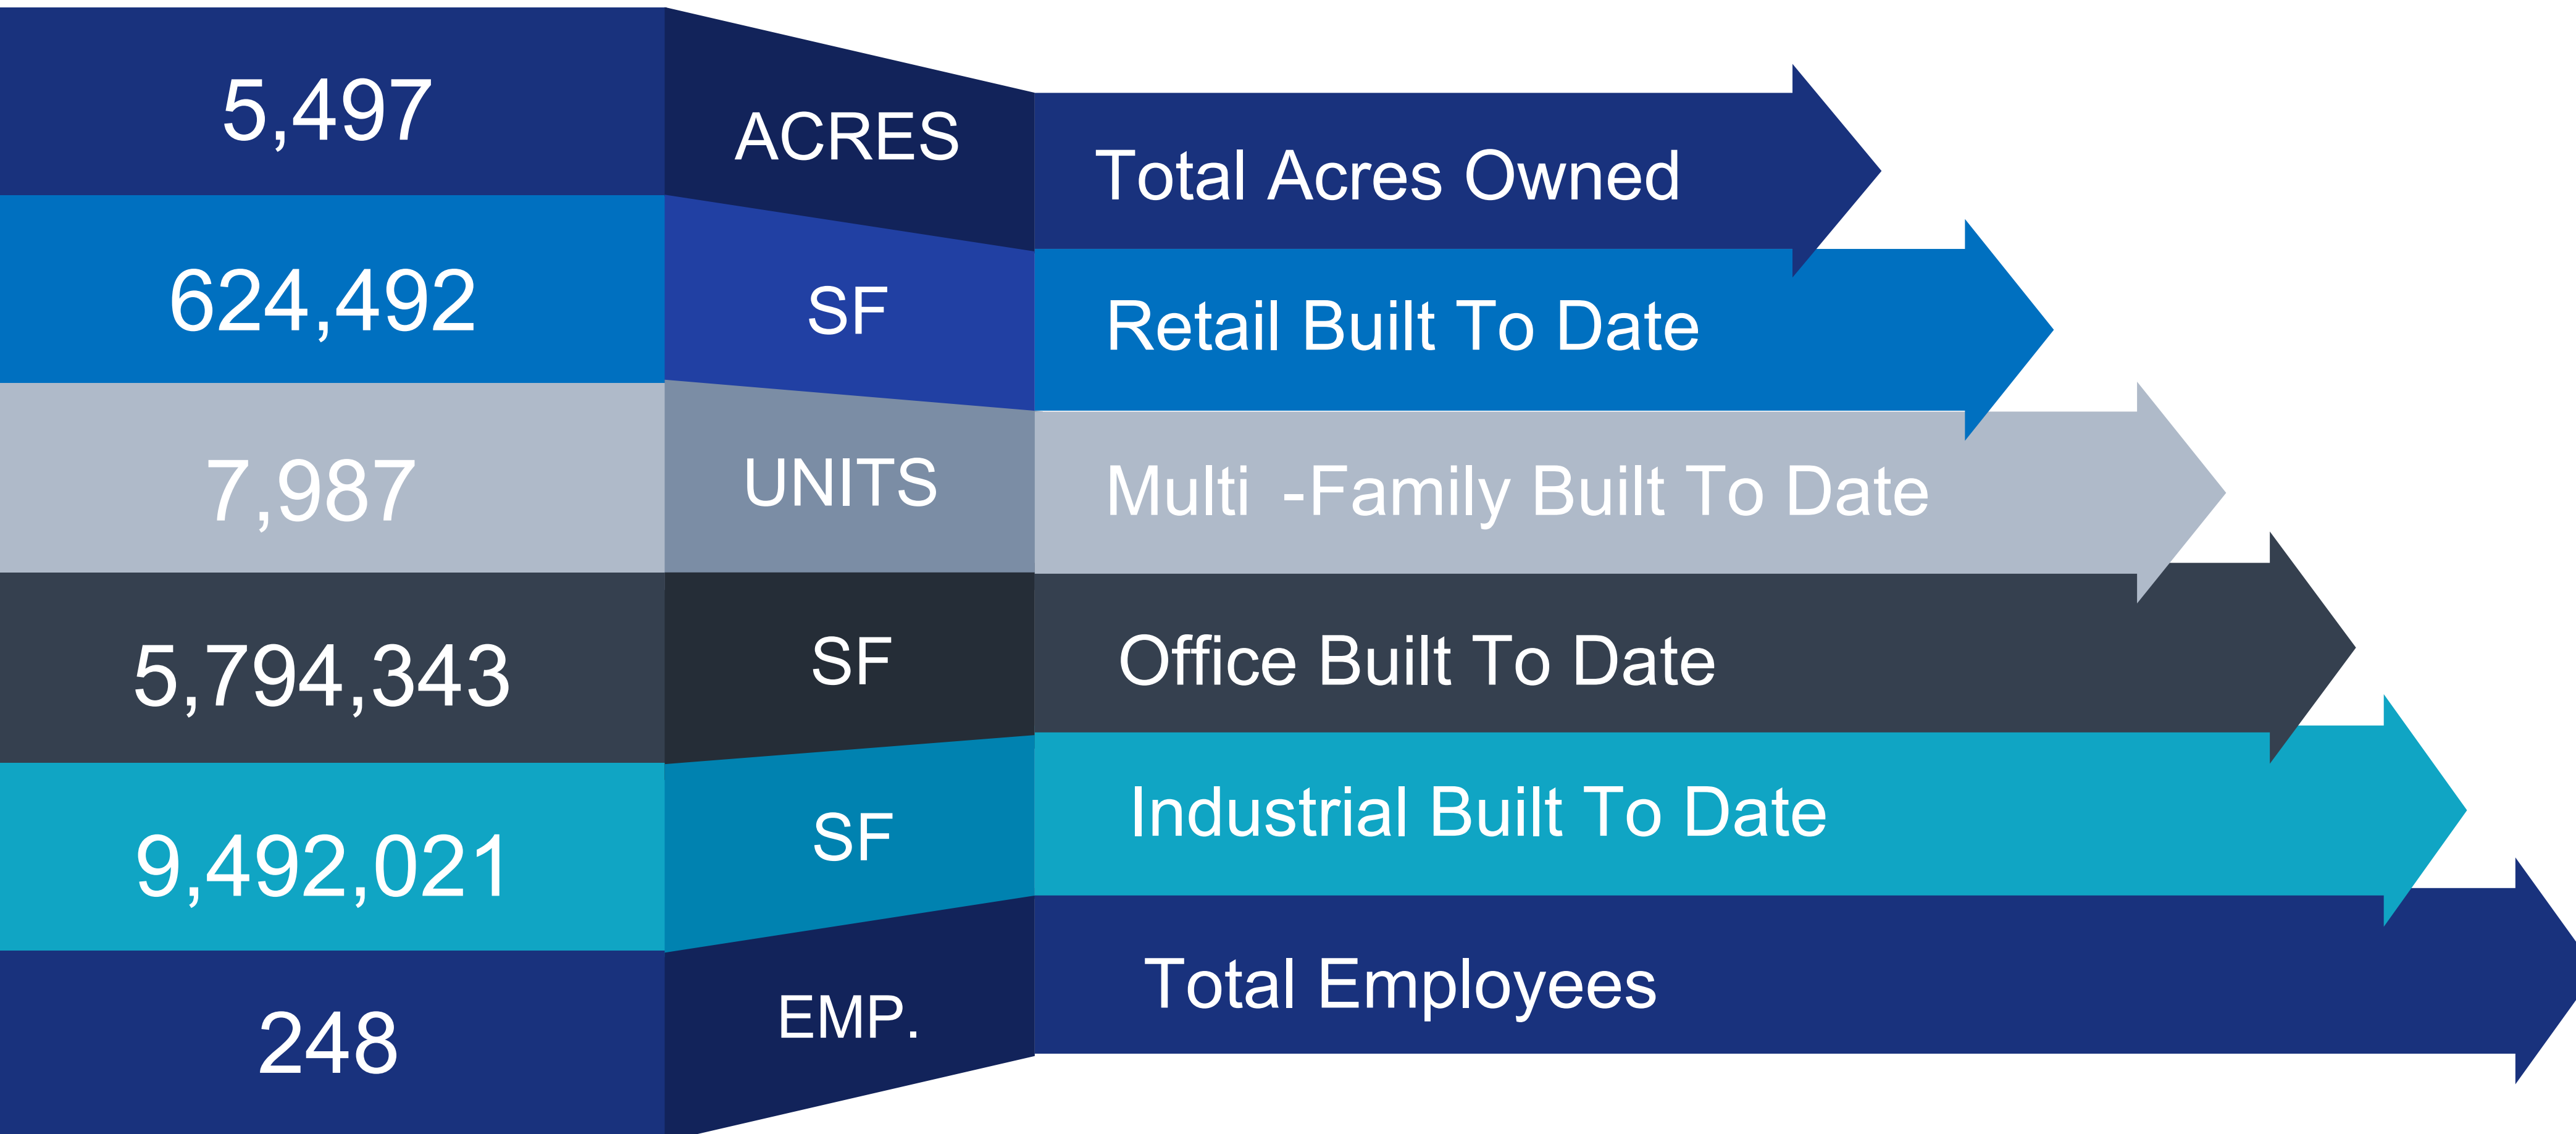 5,497 ACRES Total Acres Owned
624,492 SF Retail Built To Date
7,987 UNITS Multi -Family Built To Date
5,794,343 SF Office Built To Date
9,492,021 SF Industrial Built To Date
248 EMP. Total Employees